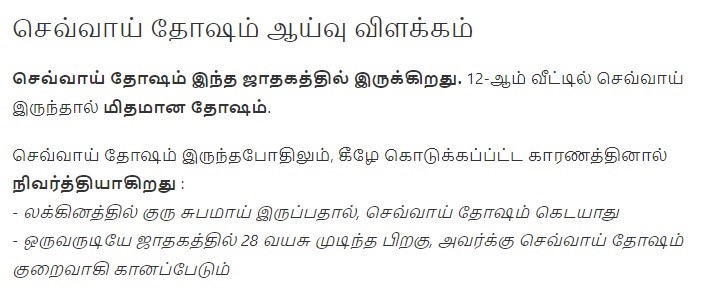 செவ்வாய் தோஷம் ஆய்வு விளக்கம்
செவ்வாய் தோஷம் இந்த ஜாதகத்தில் இருக்கிறது. 12-ஆம் வீட்டில் செவ்வாய்
இருந்தால் மிதமான தோஷம்.
செவ்வாய் தோஷம் இருந்தபோதிலும், கீழே கொடுக்கப்ப்ட்ட காரணத்தினால்
நிவர்த்தியாகிறது :
- லக்கினத்தில் குரு சுபமாய் இருப்பதால், செவ்வாய் தோஷம் கெடயாது
- ஒருவருடியே ஜாதகத்தில் 28 வயசு முடிந்த பிறகு, அவர்க்கு செவ்வாய் தோஷம்
குறைவாகி கானப்பேடும்